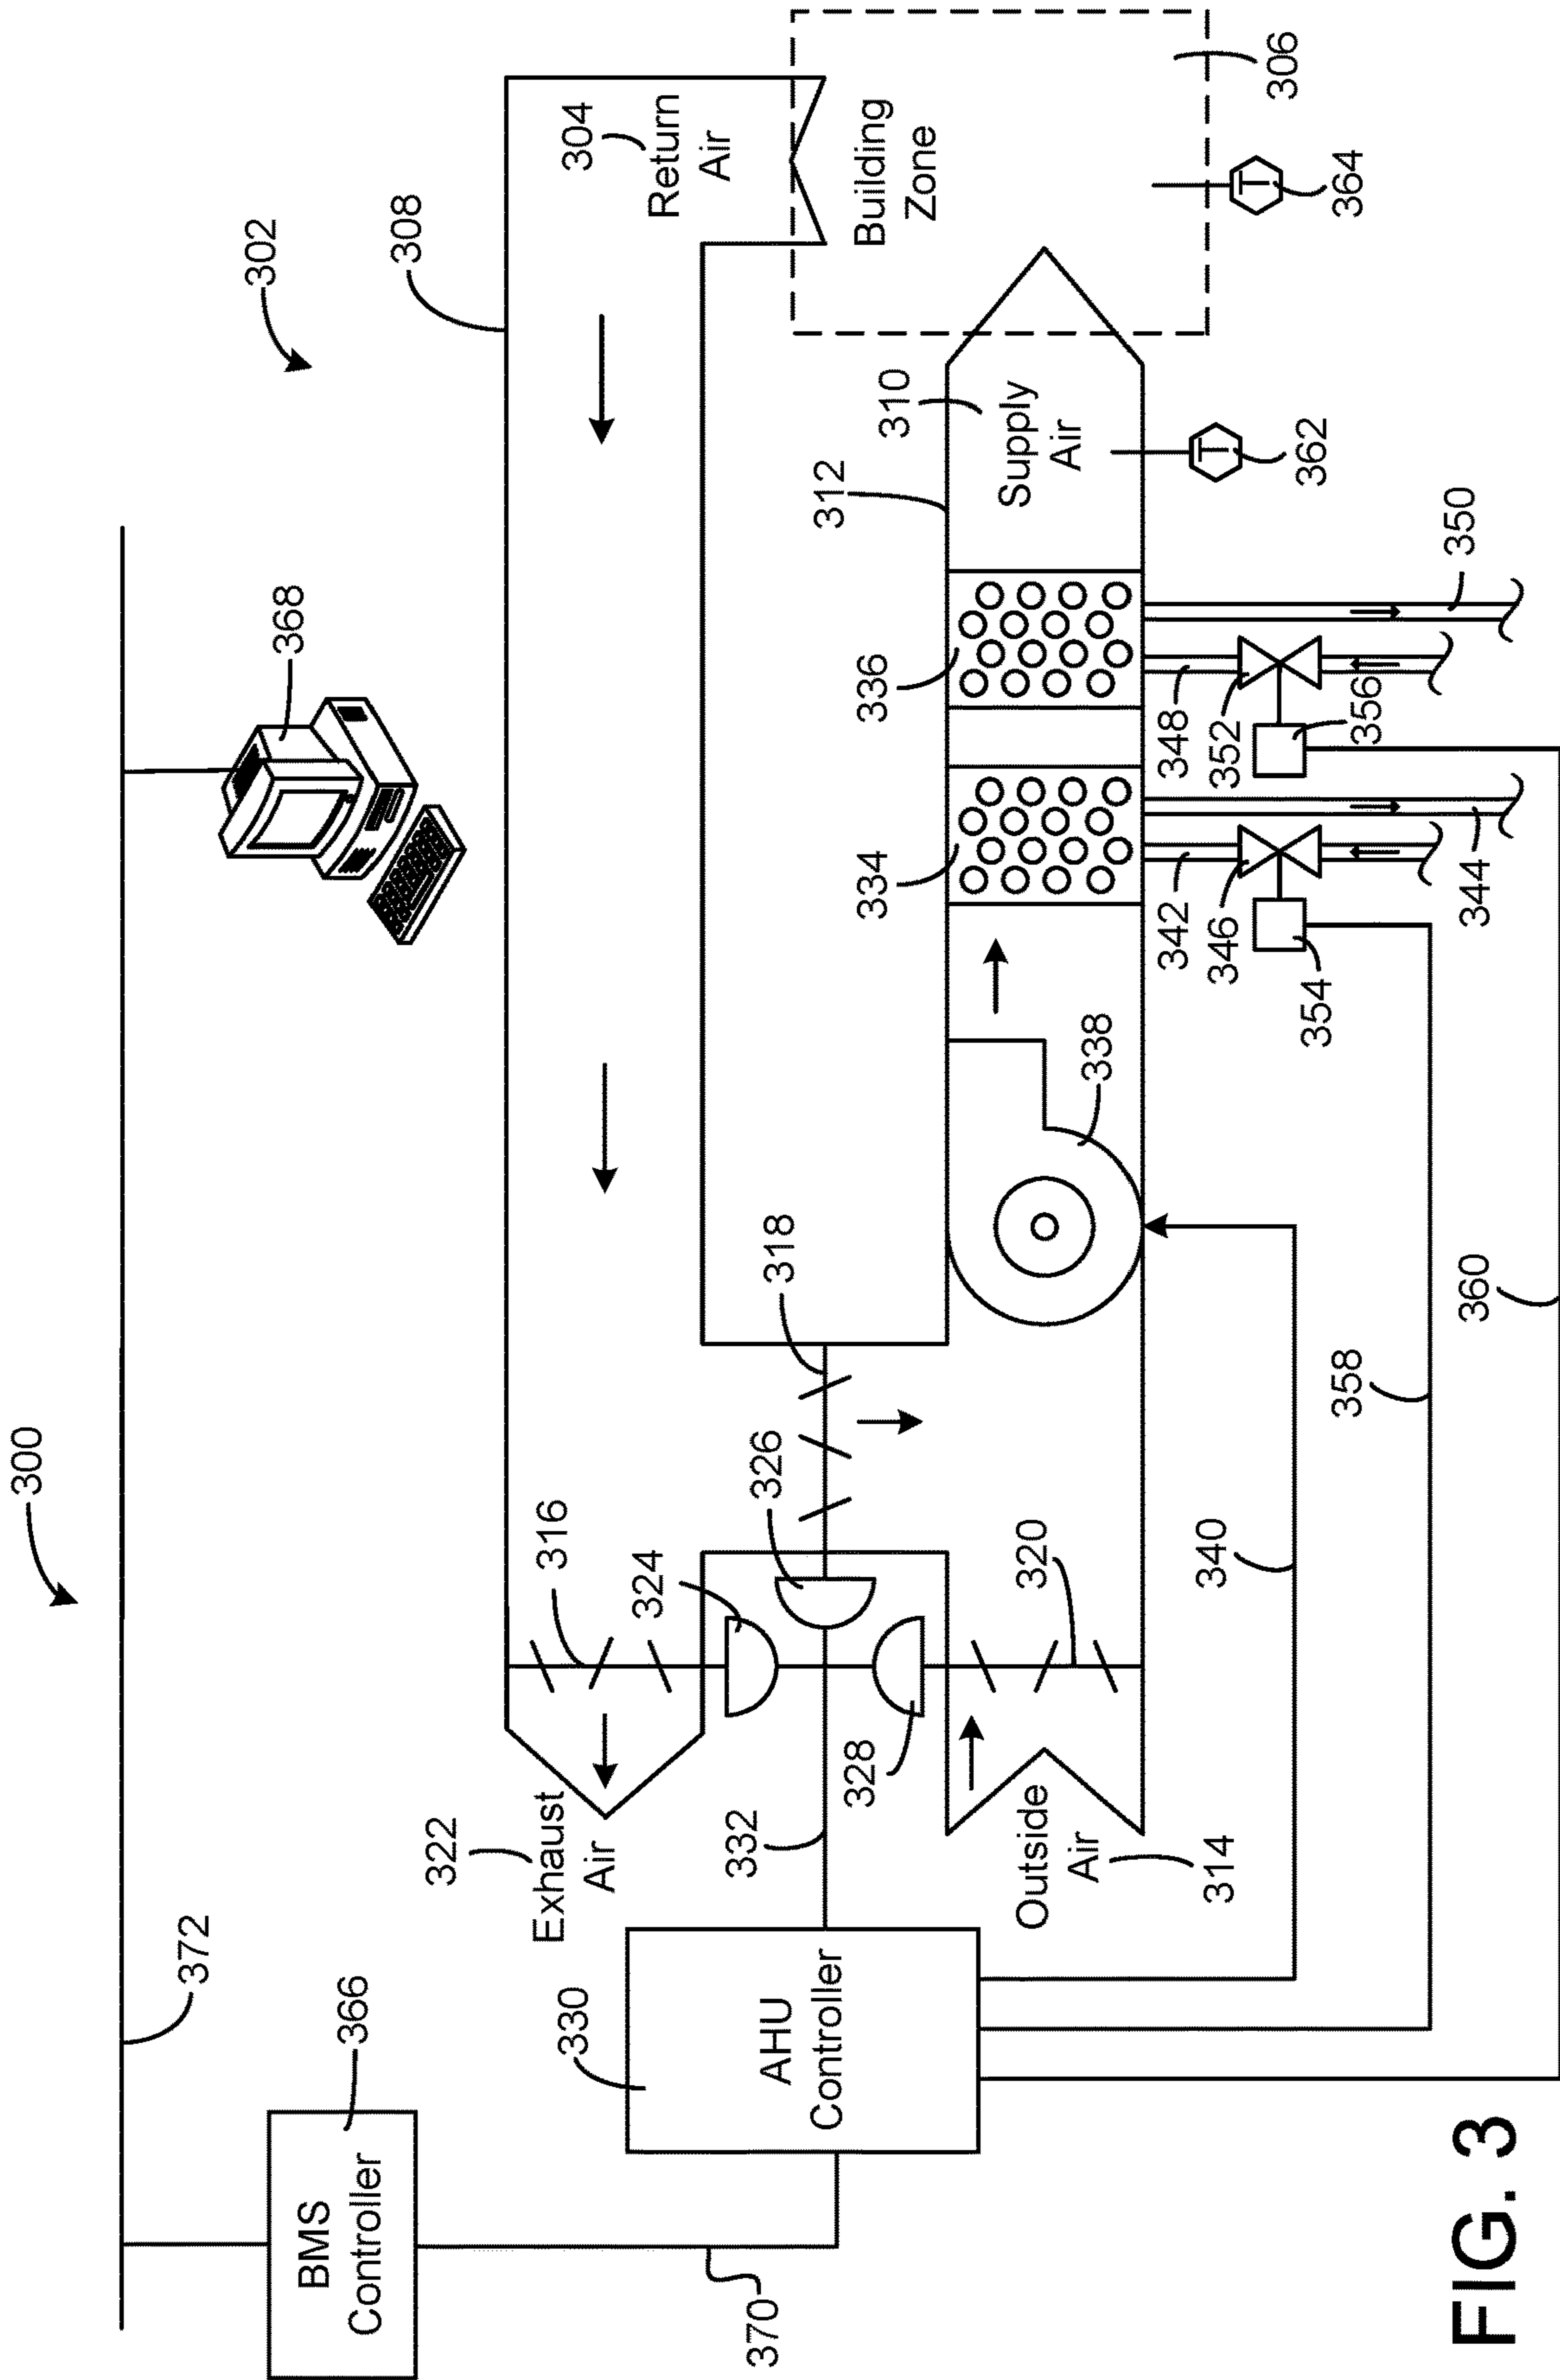 300
372
BMS
Controller
366
370
368
302
308
304
Return
Air
Building
Zone
306
364
322
Exhaust
Air
316
324
326
318
332
328
330
AHU
Controller
Outside
Air
314
320
338
334
336
312
310
Supply
Air
362
342
346
354
344
348
352
356
350
340
358
360
FIG. 3
T
T